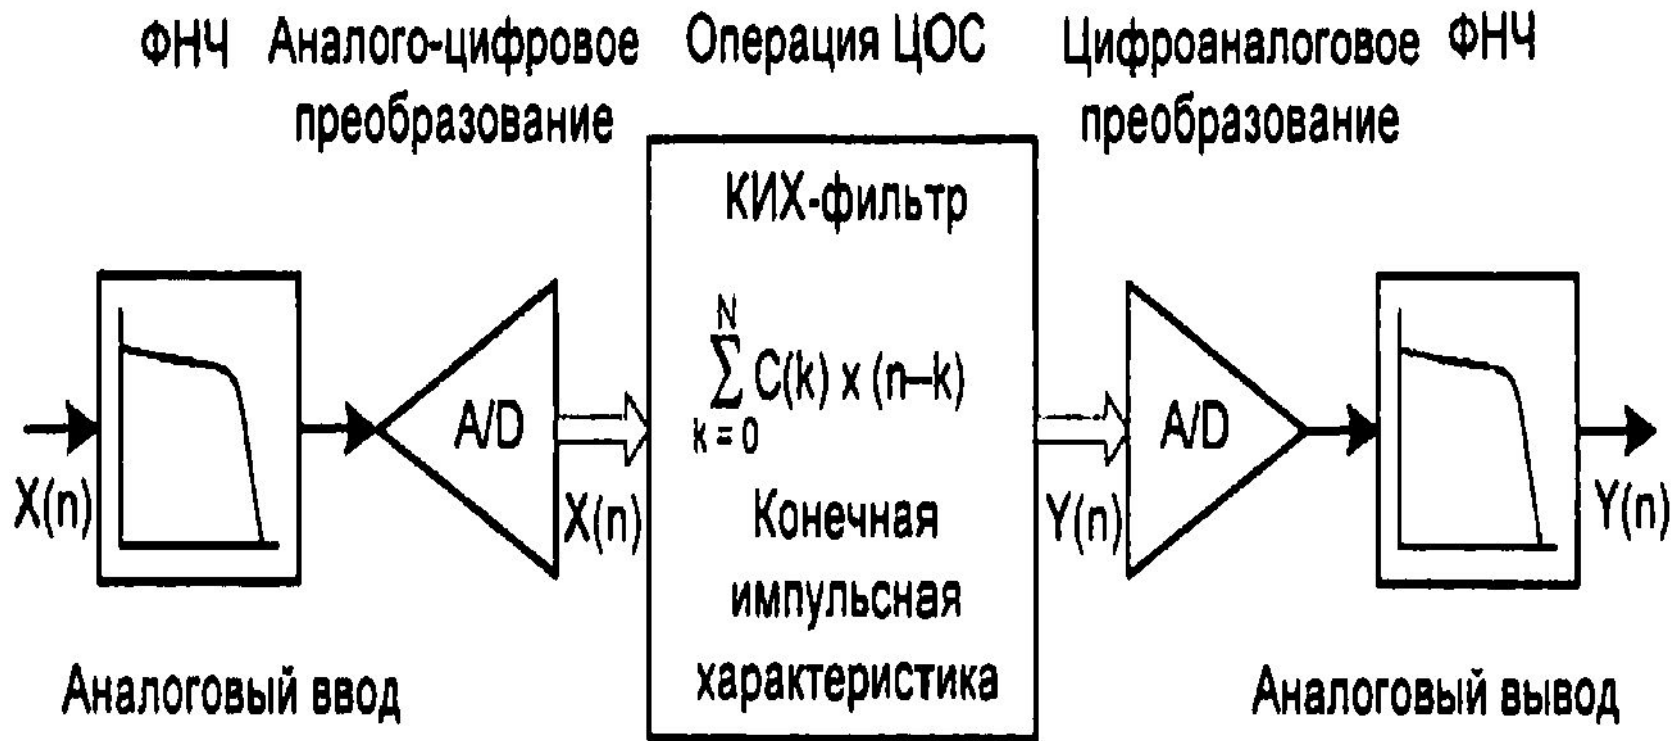 ФНЧ
Аналого-цифровое
преобразование
Операция ЦОС
Цифроаналоговое
преобразование
ФНЧ
X(n)
Аналоговый ввод
A/D
X(n)
КИХ-фильтр
N
∑ C(k) x (n–k)
k = 0
Конечная
импульсная
характеристика
Y(n)
A/D
Y(n)
Аналоговый вывод